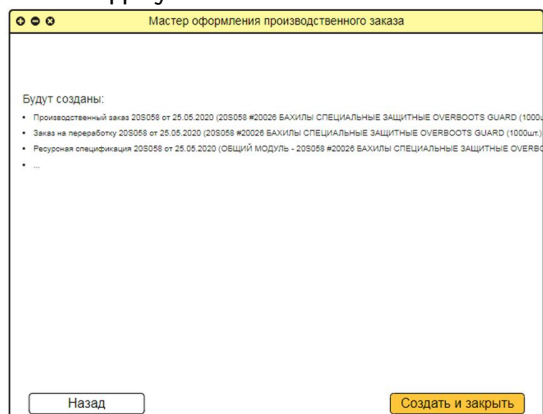 Мастер оформления производственного заказа
Будут созданы:
• Производственный заказ 20S058 от 25.05.2020 (20S058 #20026 БАХИЛЫ СПЕЦИАЛЬНЫЕ ЗАЩИТНЫЕ OVERBOOTS GUARD (1000ш
• Заказ на переработку 20S058 от 25.05.2020 (20S058 #20026 БАХИЛЫ СПЕЦИАЛЬНЫЕ ЗАЩИТНЫЕ OVERBOOTS GUARD (1000шт.)
• Ресурсная спецификация 20S058 от 25.05.2020 (ОБЩИЙ МОДУЛЬ - 20S058 #20026 БАХИЛЫ СПЕЦИАЛЬНЫЕ ЗАЩИТНЫЕ OVERBO
• ...
Назад
Создать и закрыть